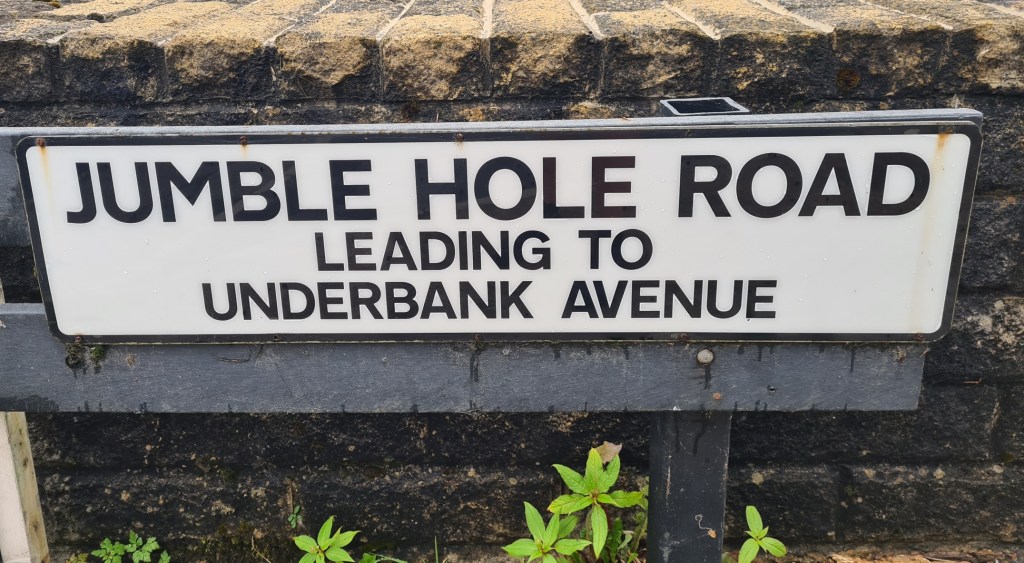 JUMBLE HOLE ROAD
LEADING TO
UNDERBANK AVENUE